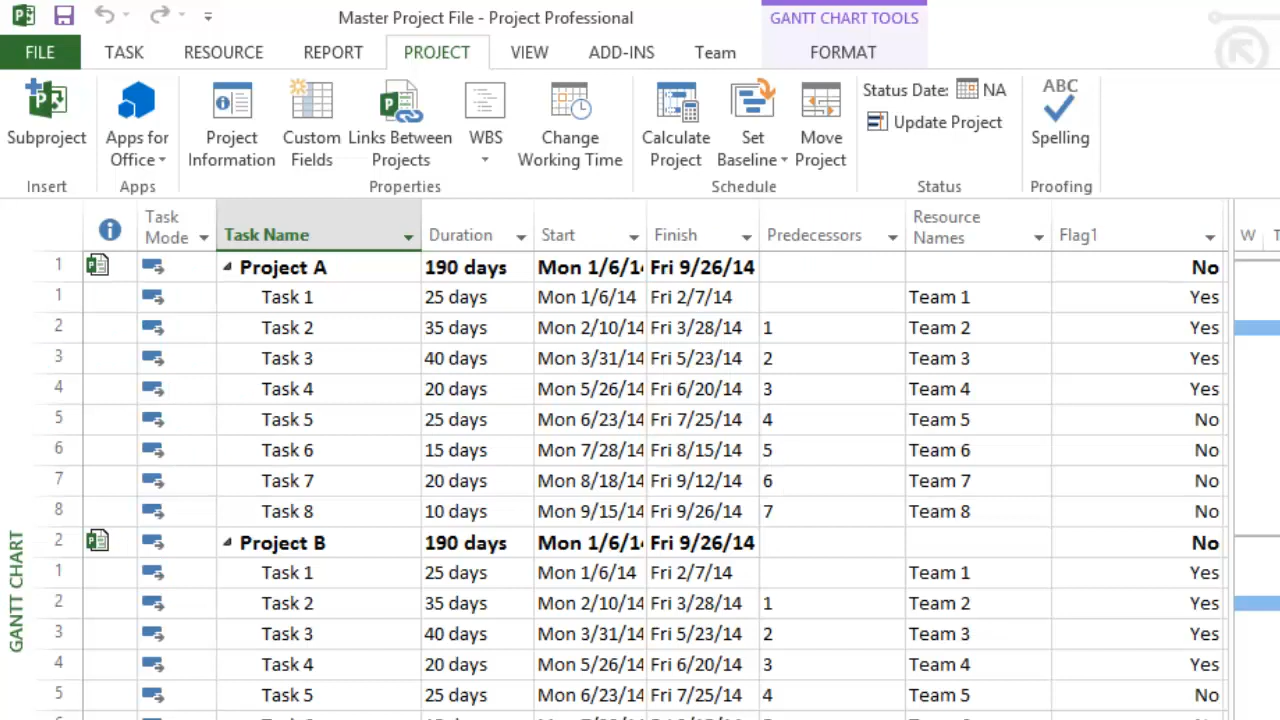 Master Project File - Project Professional
GANTT CHART TOOLS
FILE TASK RESOURCE REPORT PROJECT VIEW ADD-INS Team FORMAT
Subproject
Apps for Office
Project Information
Custom Fields
Links Between Projects
WBS
Change Working Time
Calculate Project
Set Baseline
Move Project
Status Date: NA
Update Project
ABC
Spelling
Insert Apps Properties Schedule Status Proofing
Task Mode Task Name Duration Start Finish Predecessors Resource Names Flag1 W T
1 Project A 190 days Mon 1/6/14 Fri 9/26/14 No
1 Task 1 25 days Mon 1/6/14 Fri 2/7/14 Team 1 Yes
2 Task 2 35 days Mon 2/10/14 Fri 3/28/14 1 Team 2 Yes
3 Task 3 40 days Mon 3/31/14 Fri 5/23/14 2 Team 3 Yes
4 Task 4 20 days Mon 5/26/14 Fri 6/20/14 3 Team 4 Yes
5 Task 5 25 days Mon 6/23/14 Fri 7/25/14 4 Team 5 No
6 Task 6 15 days Mon 7/28/14 Fri 8/15/14 5 Team 6 No
7 Task 7 20 days Mon 8/18/14 Fri 9/12/14 6 Team 7 No
8 Task 8 10 days Mon 9/15/14 Fri 9/26/14 7 Team 8 No
2 Project B 190 days Mon 1/6/14 Fri 9/26/14 No
1 Task 1 25 days Mon 1/6/14 Fri 2/7/14 Team 1 Yes
2 Task 2 35 days Mon 2/10/14 Fri 3/28/14 1 Team 2 Yes
3 Task 3 40 days Mon 3/31/14 Fri 5/23/14 2 Team 3 Yes
4 Task 4 20 days Mon 5/26/14 Fri 6/20/14 3 Team 4 Yes
5 Task 5 25 days Mon 6/23/14 Fri 7/25/14 4 Team 5 No
GANTT CHART